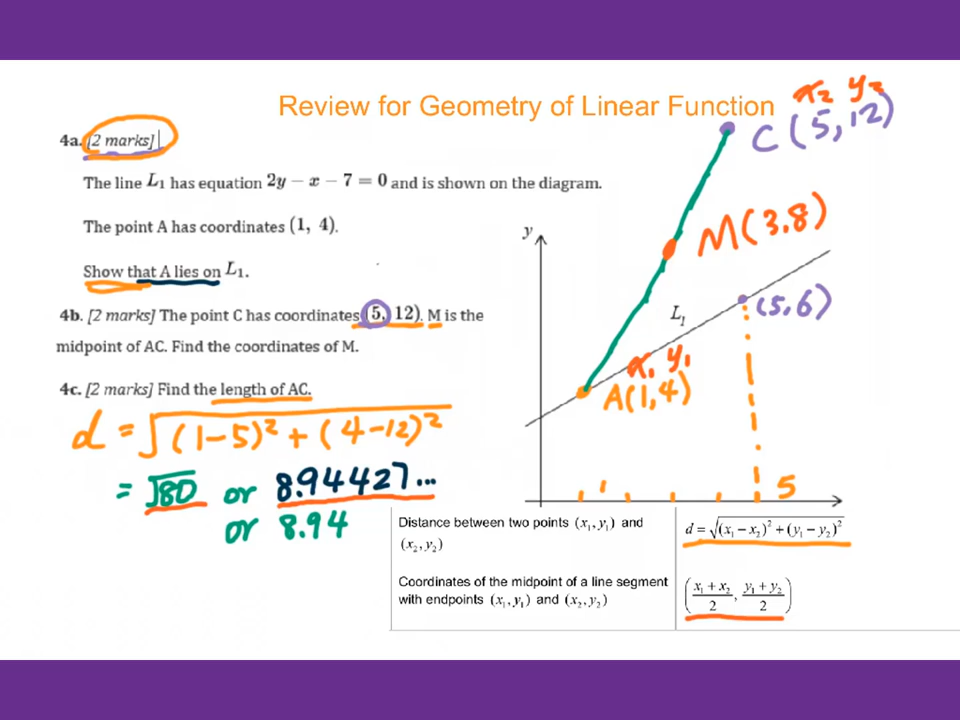 Review for Geometry of Linear Function
x₂ y₂
C (5, 12)
4a. [2 marks]
The line L₁ has equation 2y − x − 7 = 0 and is shown on the diagram.
The point A has coordinates (1, 4).
Show that A lies on L₁.
4b. [2 marks] The point C has coordinates (5, 12). M is the
midpoint of AC. Find the coordinates of M.
4c. [2 marks] Find the length of AC.
d = √(1−5)² + (4−12)²
= √80 or 8.94427...
or 8.94
y
M(3,8)
L₁
(5,6)
x₁ y₁
A(1,4)
1
5
Distance between two points (x₁, y₁) and
(x₂, y₂)
d = √(x₁ − x₂)² + (y₁ − y₂)²
Coordinates of the midpoint of a line segment
with endpoints (x₁, y₁) and (x₂, y₂)
(x₁ + x₂ / 2, y₁ + y₂ / 2)